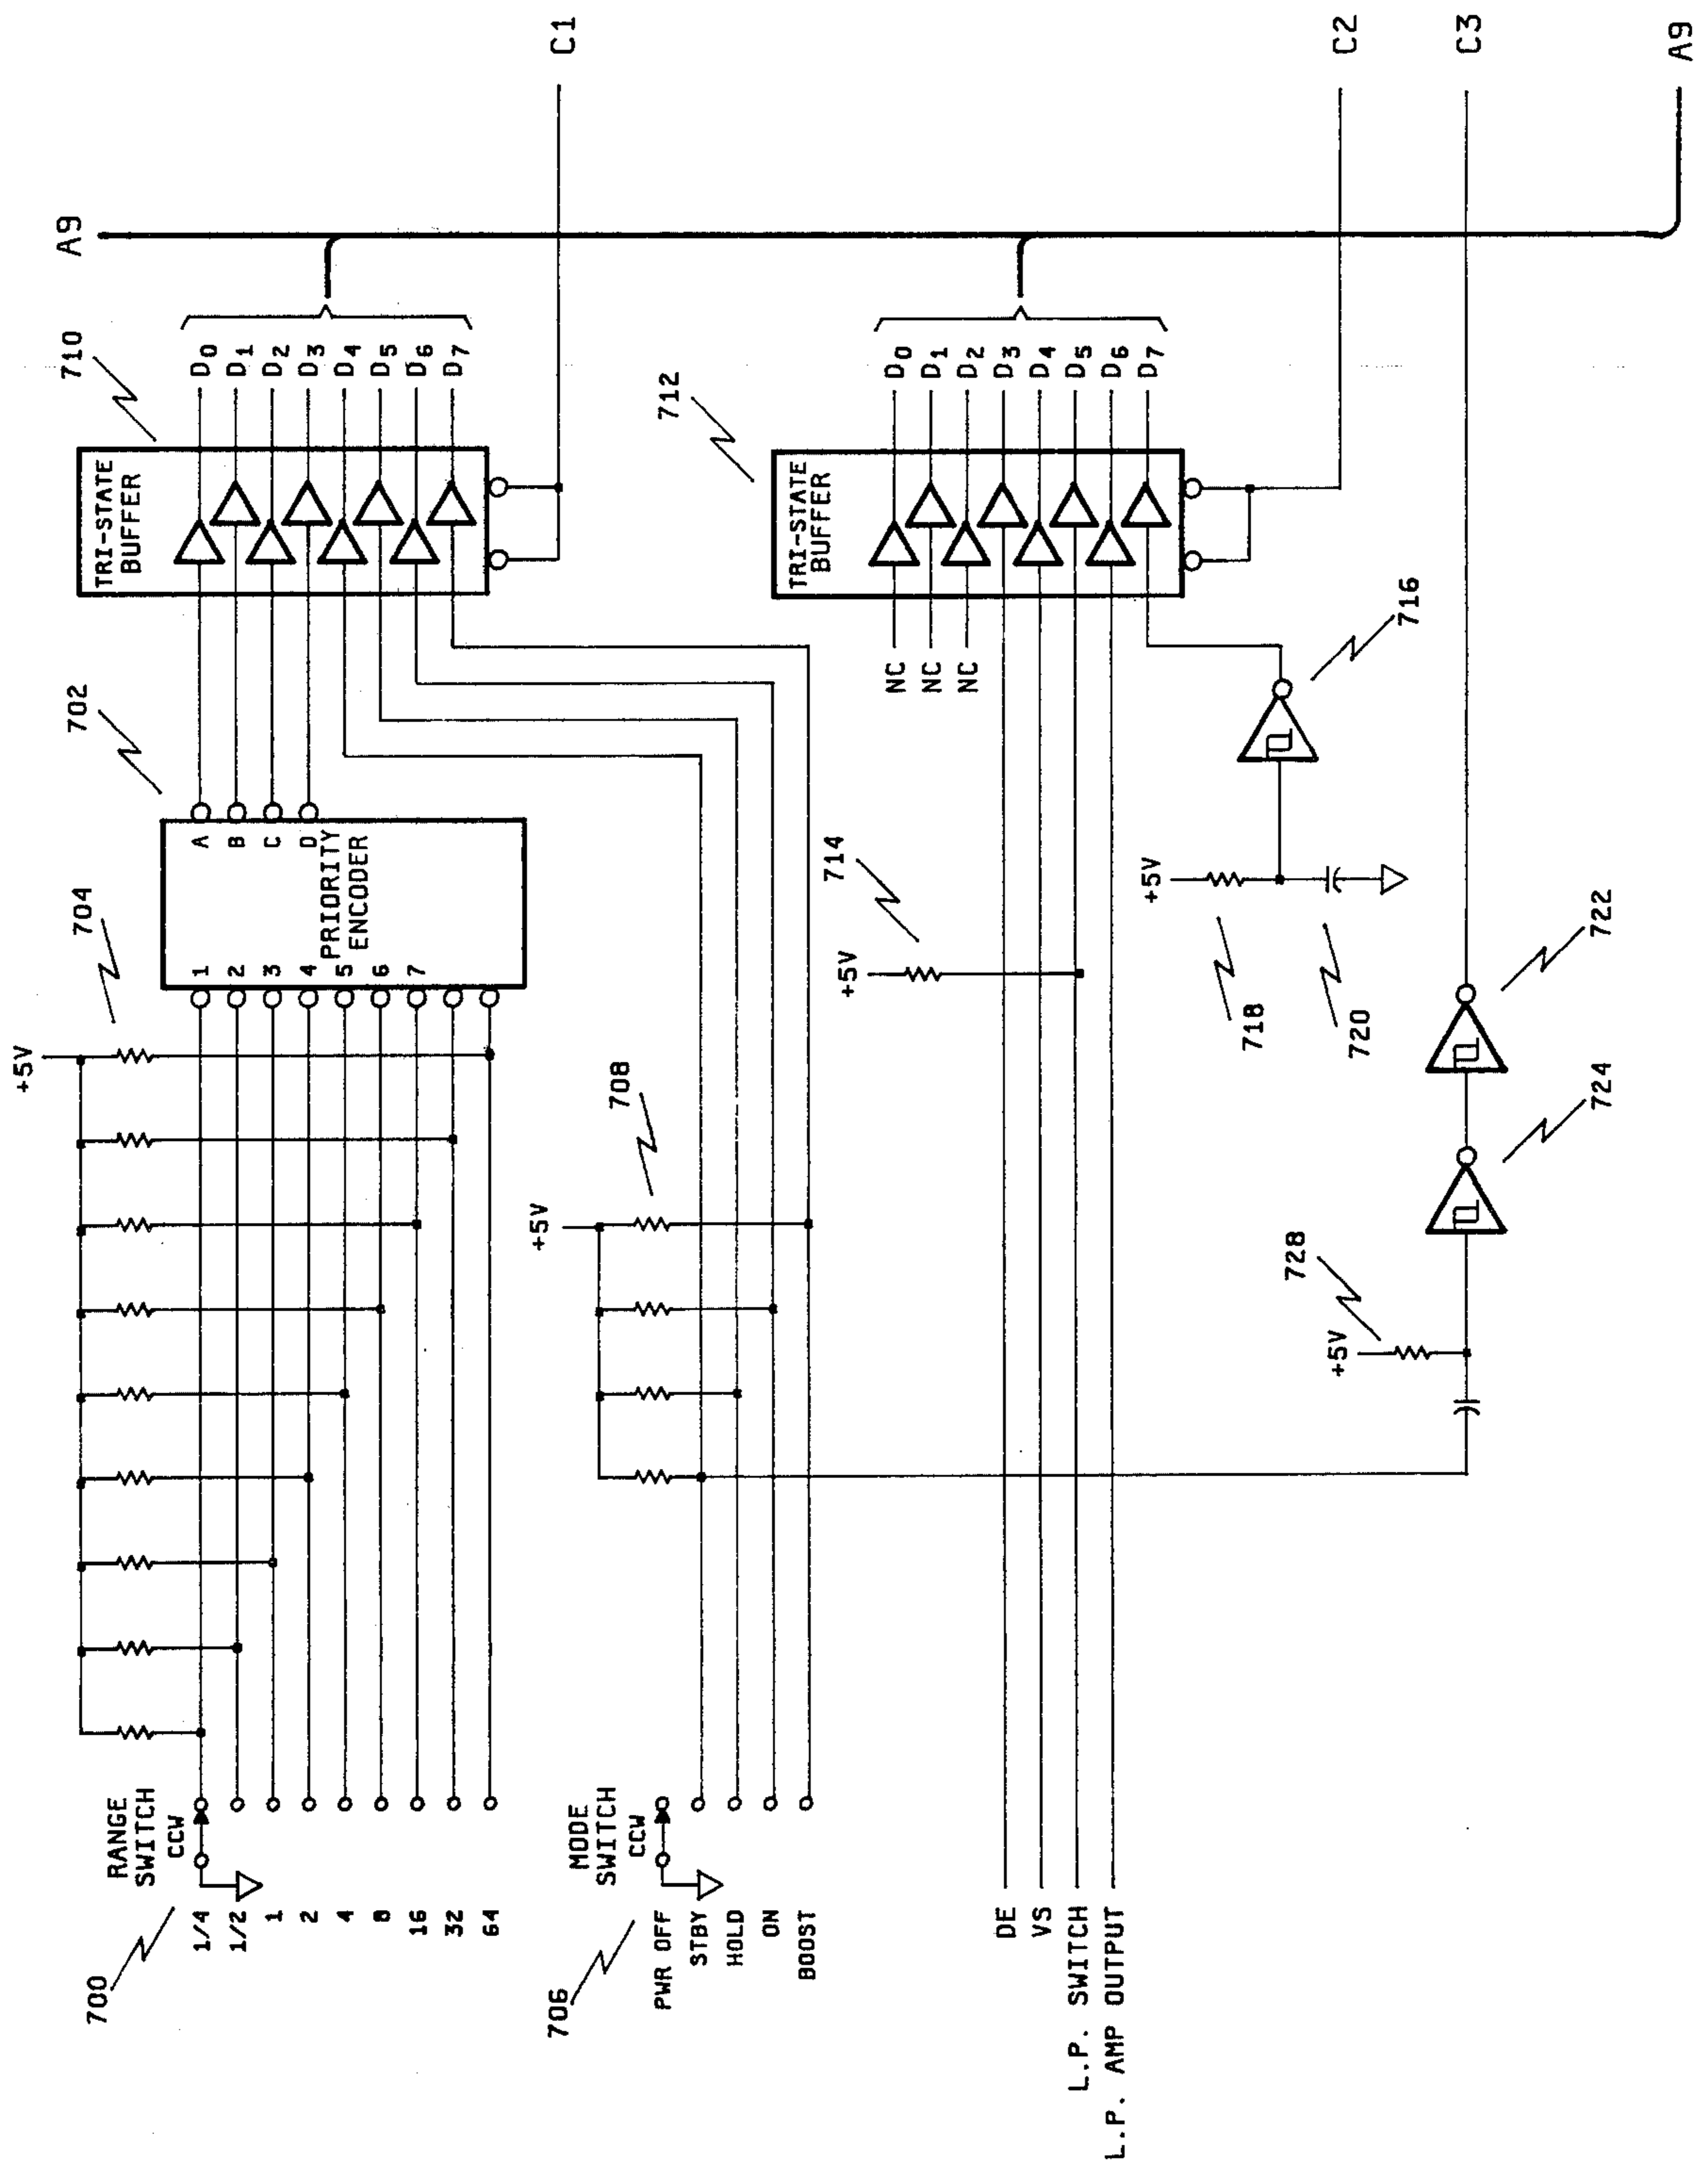 RANGE
SWITCH
CCW
700
1/4
1/2
1
2
4
8
16
32
64
+5V
704
1
2
3
4
5
6
7
PRIORITY
ENCODER
A
B
C
D
702
TRI-STATE
BUFFER
710
D0
D1
D2
D3
D4
D5
D6
D7
A9
C1
MODE
SWITCH
CCW
706
PWR OFF
STBY
HOLD
ON
BOOST
+5V
708
DE
VS
L.P. SWITCH
L.P. AMP OUTPUT
+5V
714
NC
NC
NC
TRI-STATE
BUFFER
712
D0
D1
D2
D3
D4
D5
D6
D7
C2
+5V
718
720
716
+5V
728
724
722
C3
A9